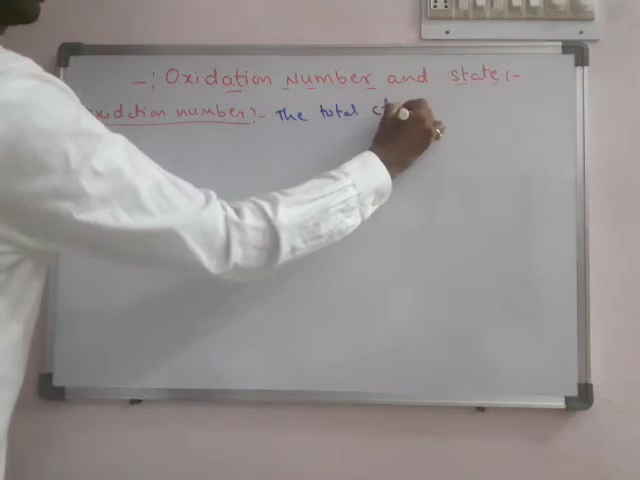 -: Oxidation Number and state :-
oxidation number :- The total